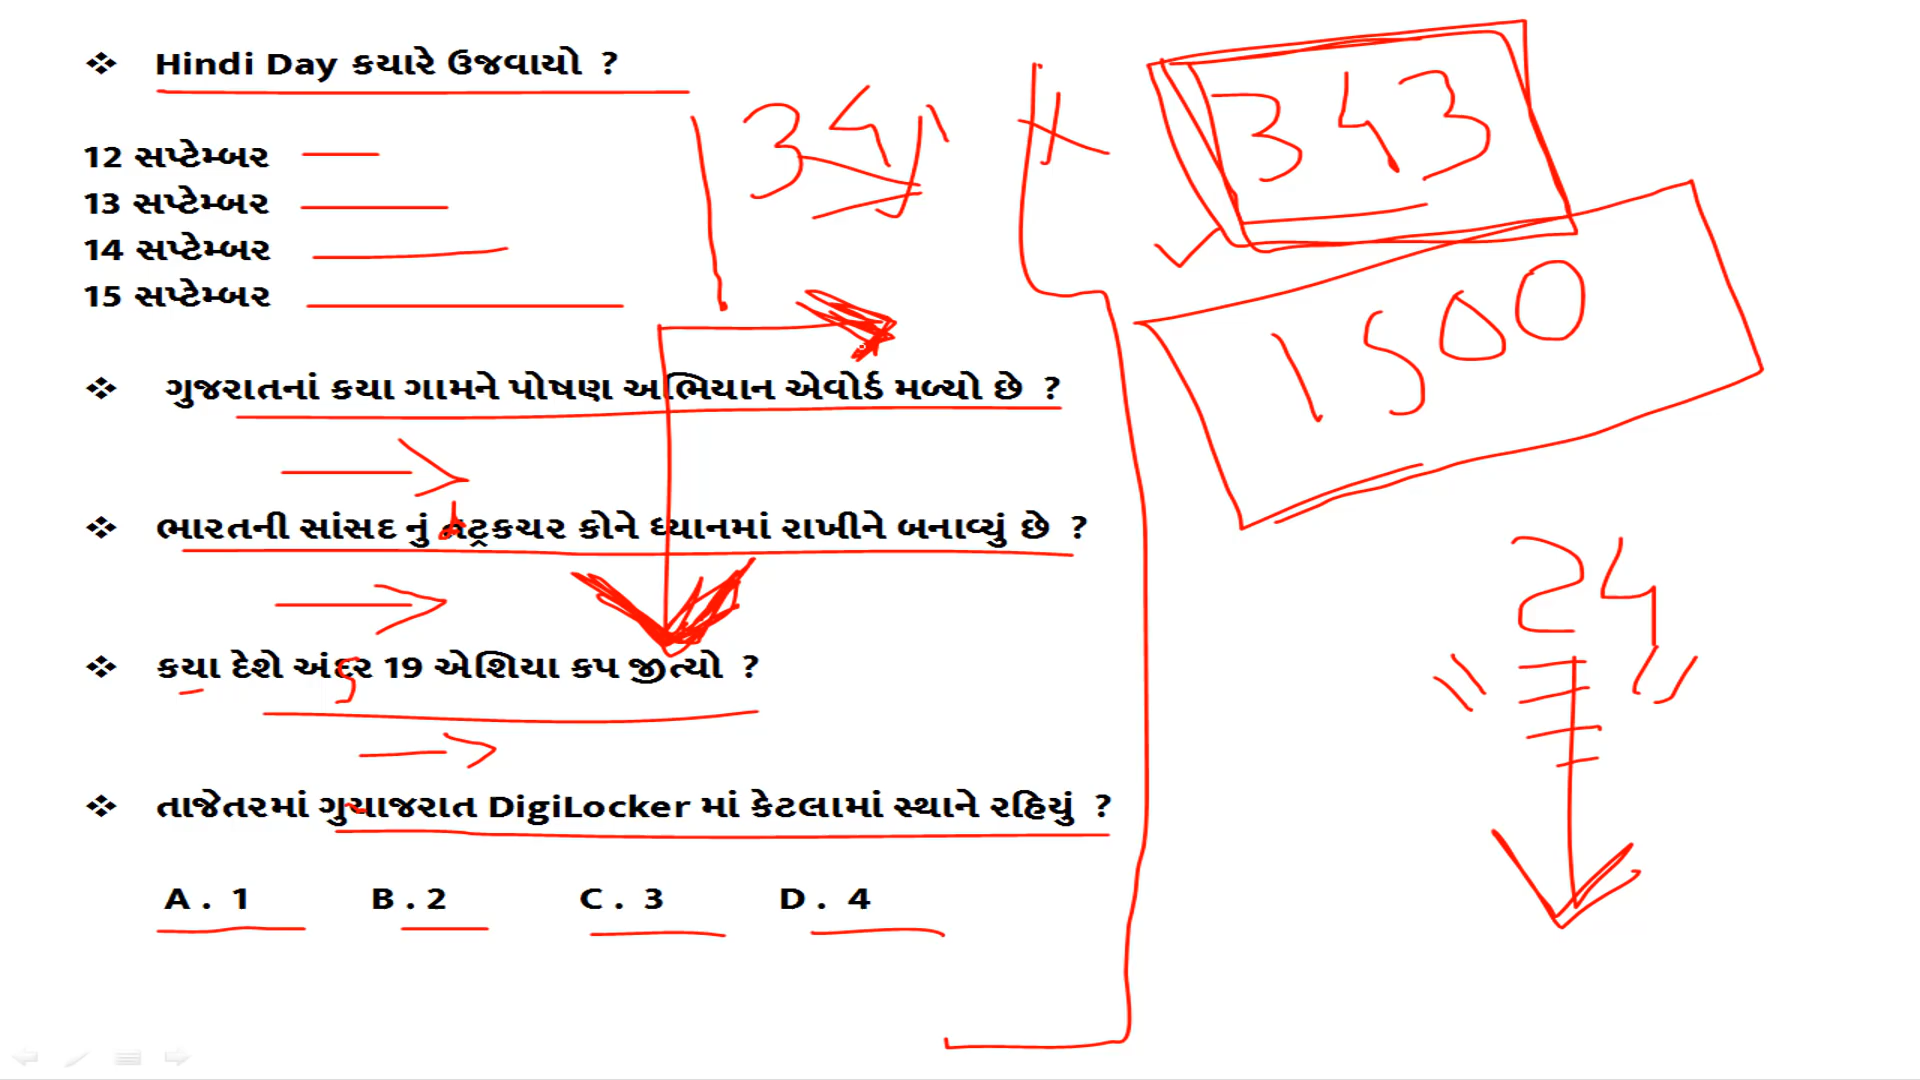 ❖ Hindi Day કયારે ઉજવાયો ?
12 સપ્ટેમ્બર
13 સપ્ટેમ્બર
14 સપ્ટેમ્બર
15 સપ્ટેમ્બર
❖ ગુજરાતનાં કયા ગામને પોષણ અભિયાન એવોર્ડ મળ્યો છે ?
❖ ભારતની સાંસદ નું કોને ધ્યાનમાં રાખીને બનાવ્યું છે ?
❖ કયા દેશે અંદર 19 એશિયા કપ જીત્યો ?
❖ તાજેતરમાં ગુચાજરાત DigiLocker માં કેટલામાં સ્થાને રહિયું ?
A . 1 B . 2 C . 3 D . 4
343
1500
24